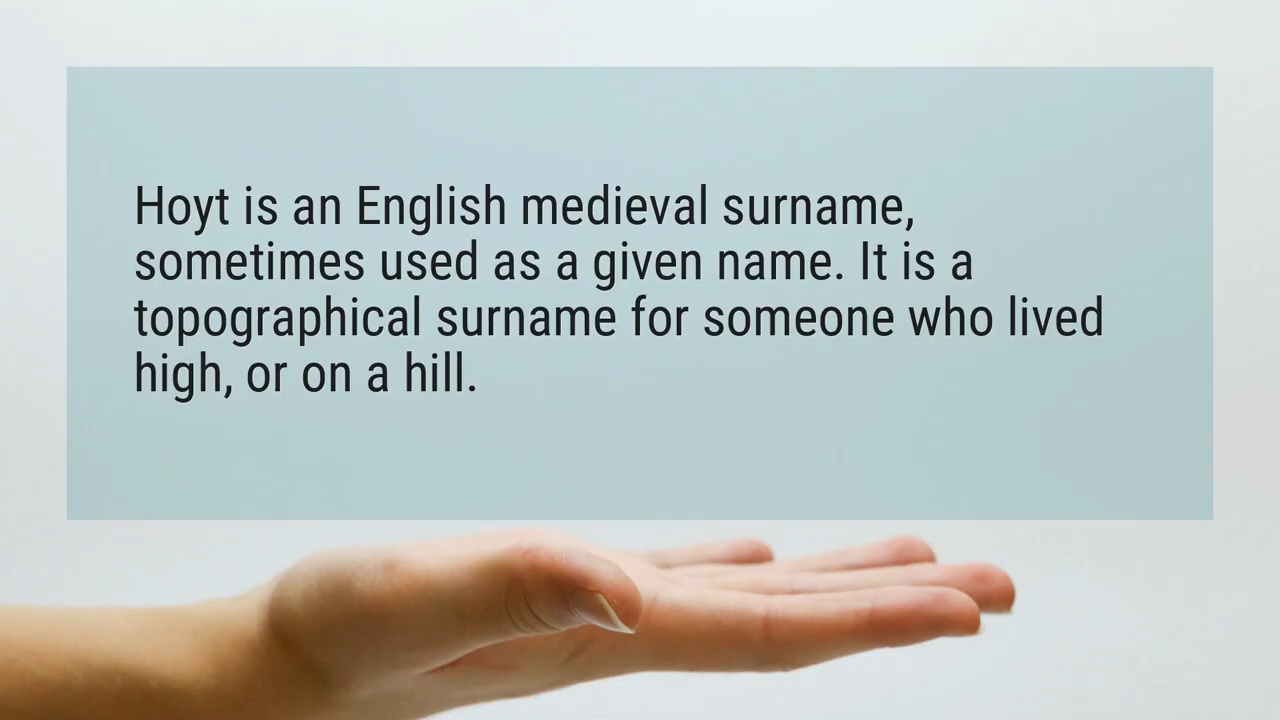 Hoyt is an English medieval surname,
sometimes used as a given name. It is a
topographical surname for someone who lived
high, or on a hill.